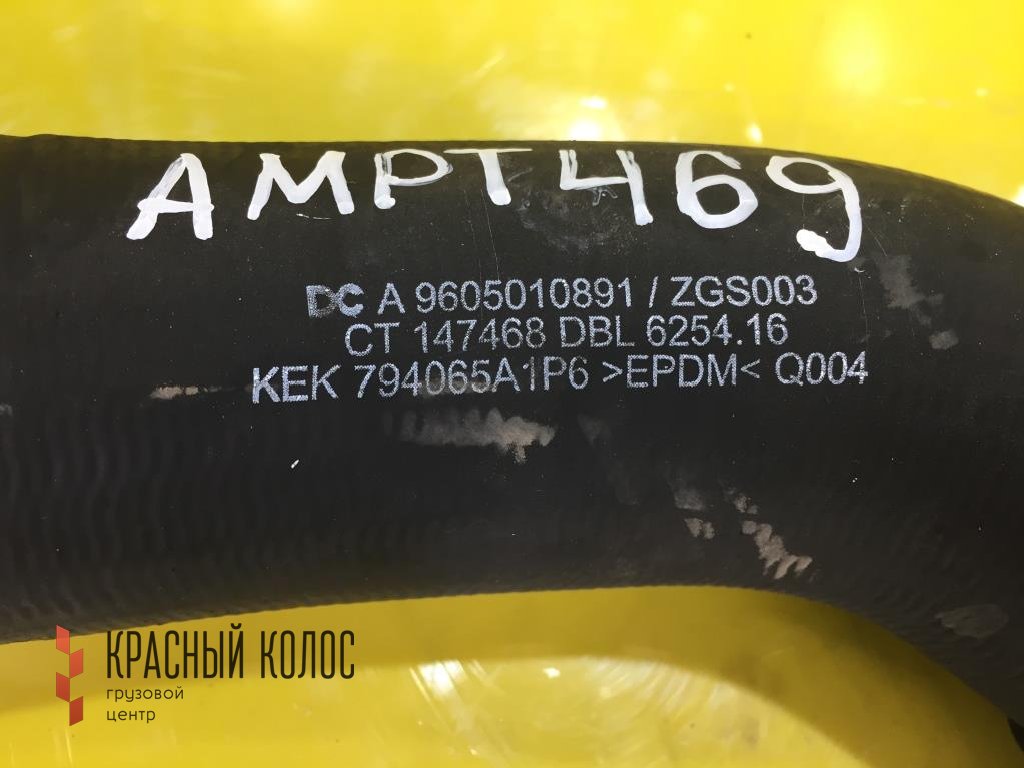 AMPT469
DC A 9605010891 / ZGS003
CT 147468 DBL 6254.16
KEK 794065A1P6 >EPDM< Q004
КРАСНЫЙ КОЛОС
грузовой
центр